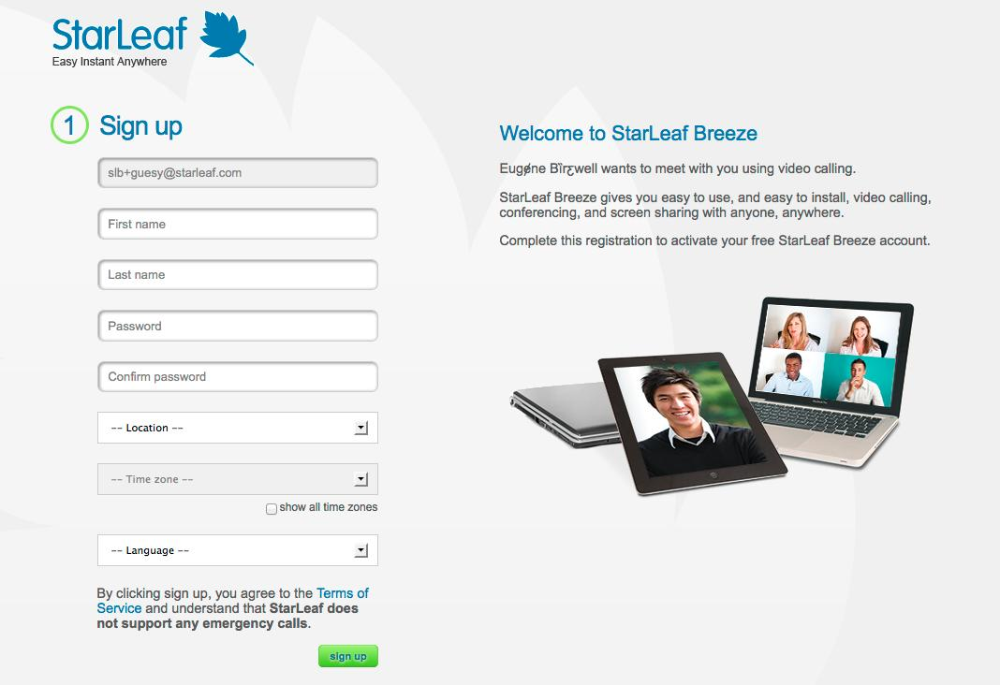 StarLeaf
Easy Instant Anywhere
1 Sign up
slb+guesy@starleaf.com
First name
Last name
Password
Confirm password
-- Location --
-- Time zone --
show all time zones
-- Language --
By clicking sign up, you agree to the Terms of
Service and understand that StarLeaf does
not support any emergency calls.
sign up
Welcome to StarLeaf Breeze
wants to meet with you using video calling.
StarLeaf Breeze gives you easy to use, and easy to install, video calling,
conferencing, and screen sharing with anyone, anywhere.
Complete this registration to activate your free StarLeaf Breeze account.